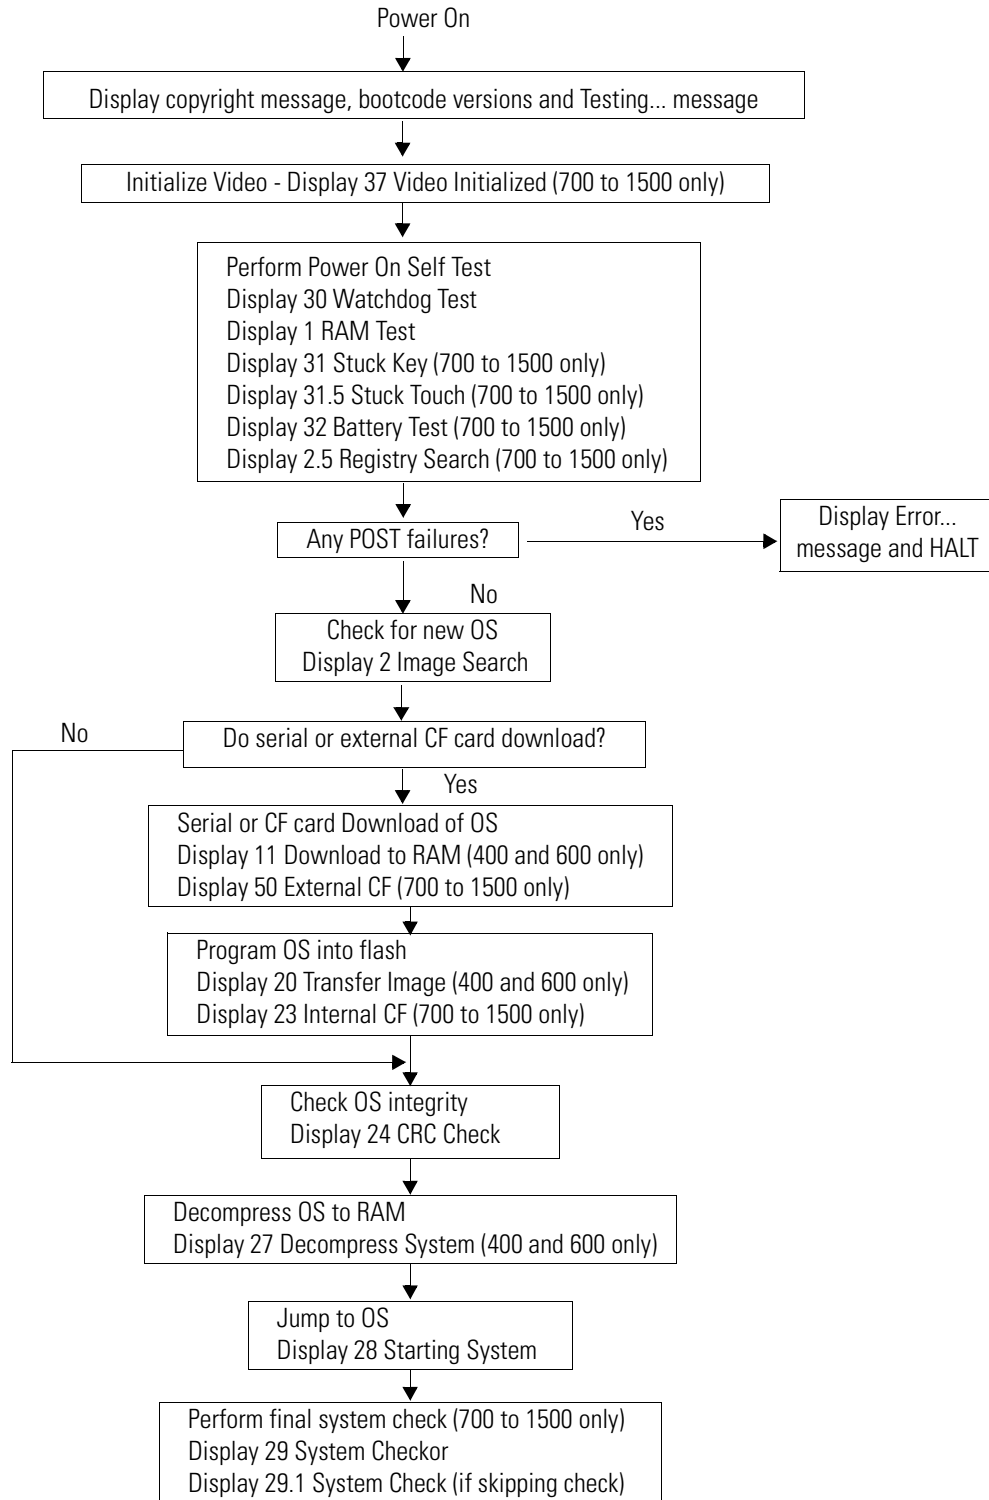 Power On
Display copyright message, bootcode versions and Testing... message
Initialize Video - Display 37 Video Initialized (700 to 1500 only)
Perform Power On Self Test
Display 30 Watchdog Test
Display 1 RAM Test
Display 31 Stuck Key (700 to 1500 only)
Display 31.5 Stuck Touch (700 to 1500 only)
Display 32 Battery Test (700 to 1500 only)
Display 2.5 Registry Search (700 to 1500 only)
Any POST failures?
Yes
Display Error...
message and HALT
No
Check for new OS
Display 2 Image Search
No
Do serial or external CF card download?
Yes
Serial or CF card Download of OS
Display 11 Download to RAM (400 and 600 only)
Display 50 External CF (700 to 1500 only)
Program OS into flash
Display 20 Transfer Image (400 and 600 only)
Display 23 Internal CF (700 to 1500 only)
Check OS integrity
Display 24 CRC Check
Decompress OS to RAM
Display 27 Decompress System (400 and 600 only)
Jump to OS
Display 28 Starting System
Perform final system check (700 to 1500 only)
Display 29 System Checkor
Display 29.1 System Check (if skipping check)